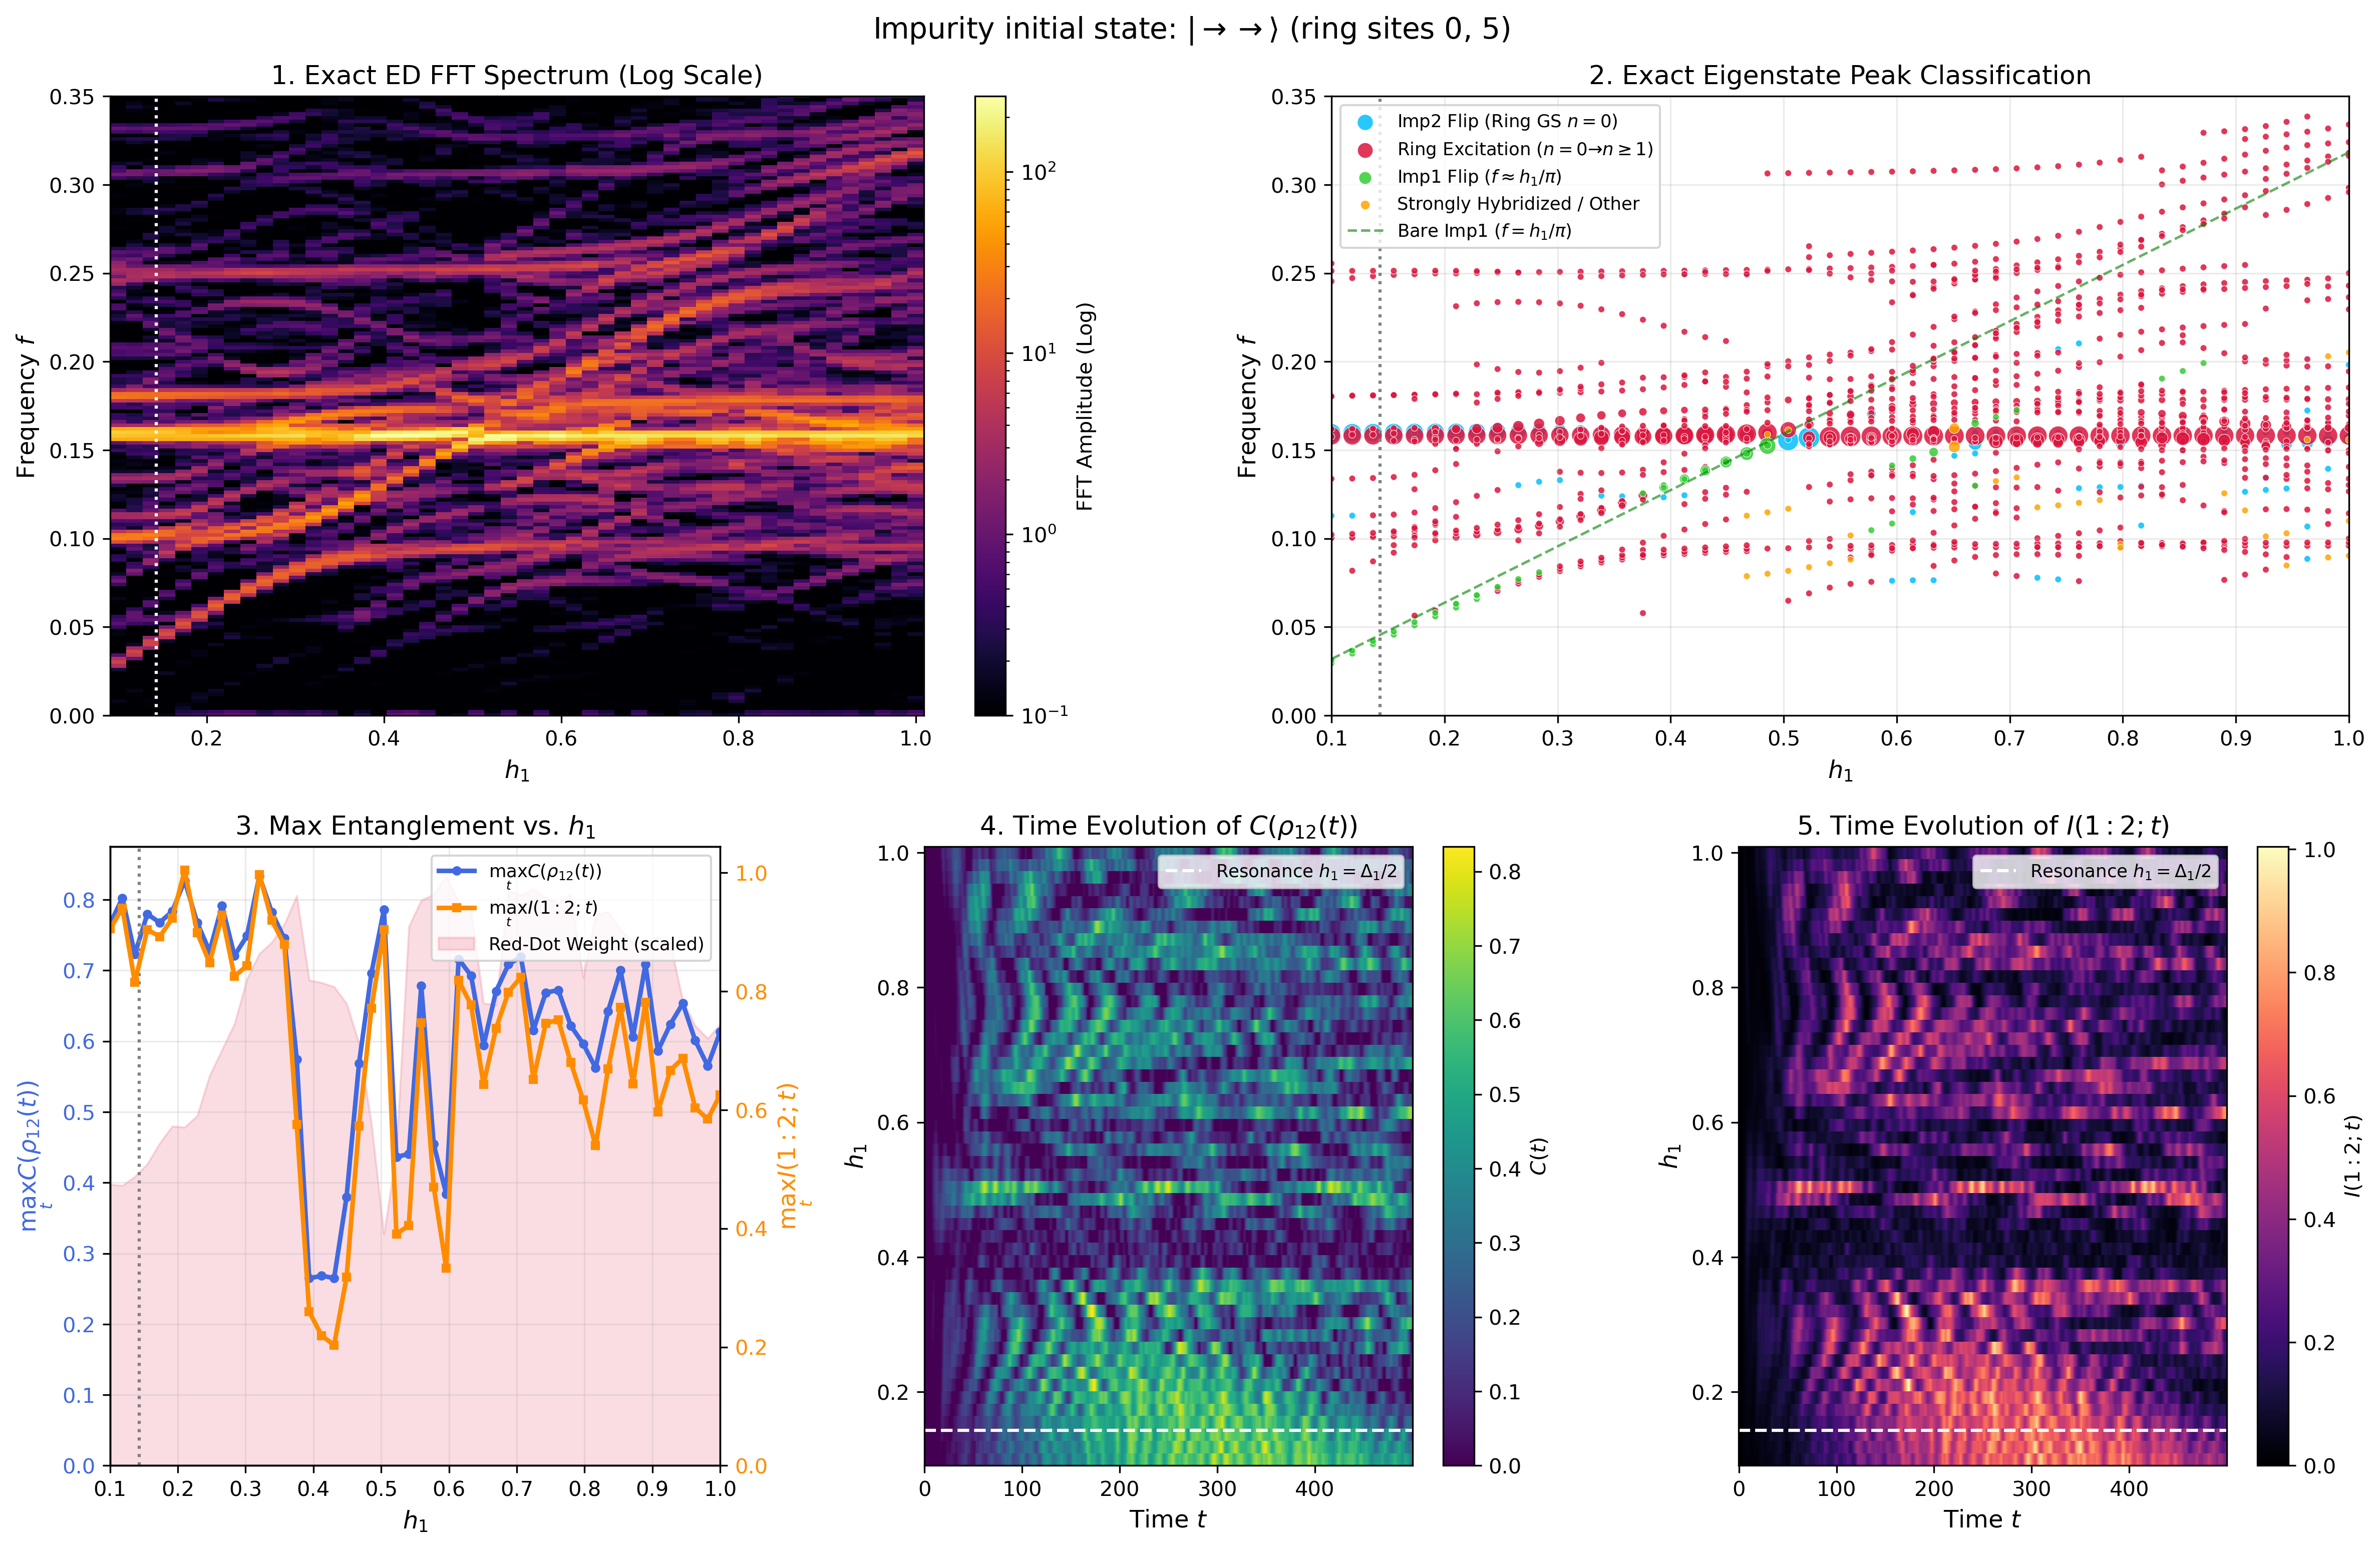 Impurity initial state: |→→⟩ (ring sites 0, 5)
1. Exact ED FFT Spectrum (Log Scale)
0.35
0.30
0.25
0.20
0.15
0.10
0.05
0.00
Frequency f
0.2
0.4
0.6
0.8
1.0
h₁
10²
10¹
10⁰
10⁻¹
FFT Amplitude (Log)
2. Exact Eigenstate Peak Classification
Imp2 Flip (Ring GS n = 0)
Ring Excitation (n = 0→n ≥ 1)
Imp1 Flip (f ≈ h₁/π)
Strongly Hybridized / Other
Bare Imp1 (f = h₁/π)
0.35
0.30
0.25
0.20
0.15
0.10
0.05
0.00
Frequency f
0.1
0.2
0.3
0.4
0.5
0.6
0.7
0.8
0.9
1.0
h₁
3. Max Entanglement vs. h₁
max C(ρ₁₂(t))
t
max I(1 : 2; t)
t
Red-Dot Weight (scaled)
0.8
0.7
0.6
0.5
0.4
0.3
0.2
0.1
0.0
max C(ρ₁₂(t))
t
1.0
0.8
0.6
0.4
0.2
0.0
max I(1 : 2; t)
t
0.1
0.2
0.3
0.4
0.5
0.6
0.7
0.8
0.9
1.0
h₁
4. Time Evolution of C(ρ₁₂(t))
Resonance h₁ = Δ₁/2
1.0
0.8
0.6
0.4
0.2
h₁
0
100
200
300
400
Time t
0.8
0.7
0.6
0.5
0.4
0.3
0.2
0.1
0.0
C(t)
5. Time Evolution of I(1 : 2; t)
Resonance h₁ = Δ₁/2
1.0
0.8
0.6
0.4
0.2
h₁
0
100
200
300
400
Time t
1.0
0.8
0.6
0.4
0.2
0.0
I(1 : 2; t)